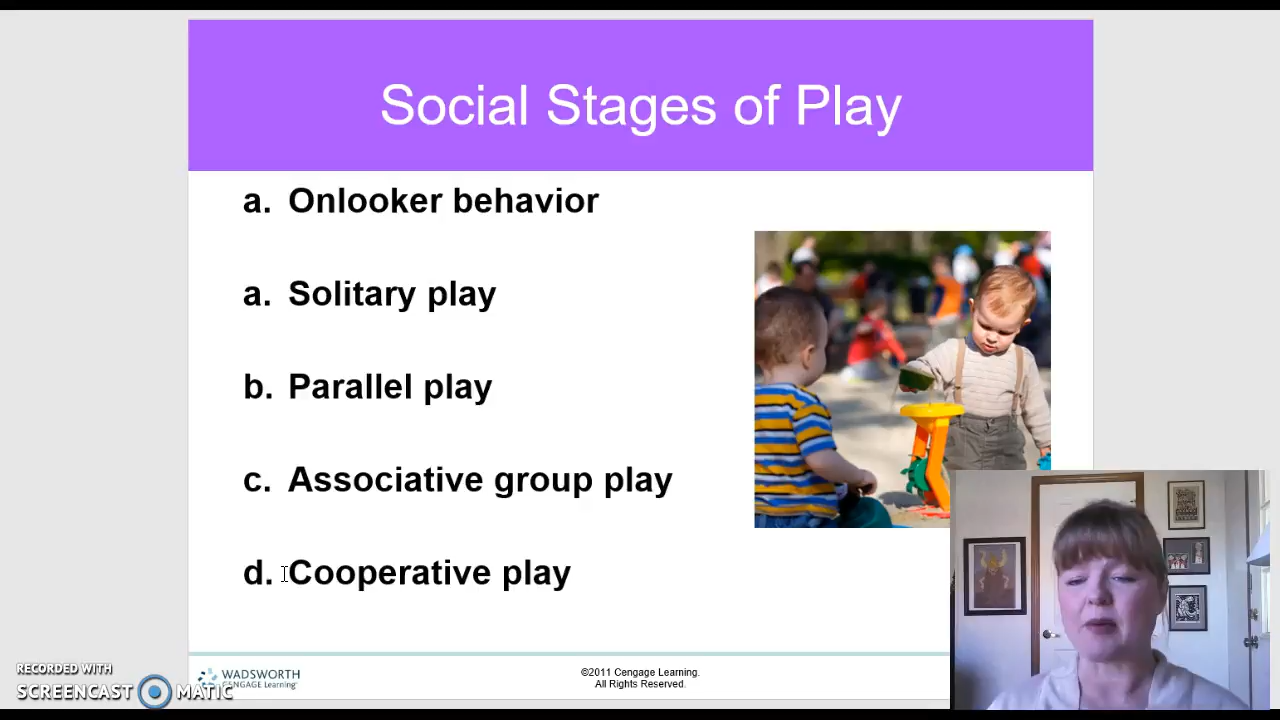 Social Stages of Play
a. Onlooker behavior
a. Solitary play
b. Parallel play
c. Associative group play
d. Cooperative play
WADSWORTH
CENGAGE Learning™
©2011 Cengage Learning.
All Rights Reserved.
RECORDED WITH
SCREENCAST MATIC